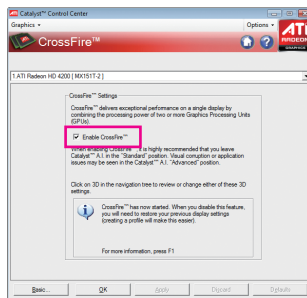 Catalyst™ Control Center
Graphics
Options
CrossFire™
ATI
RADEON
GRAPHICS
1.ATI Radeon HD 4200 [ MX151T-2 ]
CrossFire™ Settings
CrossFire™ delivers exceptional performance on a single display by
combining the processing power of two or more Graphics Processing Units
(GPUs).
Enable CrossFire™
When enabling CrossFire™, it is highly recommended that you leave
Catalyst™ A.I. in the "Standard" position. Visual corruption or application
issues may be seen in the Catalyst™ A.I. "Advanced" position.
Click on 3D in the navigation tree to review or change either of these 3D
settings.
CrossFire™ has now started. When you disable this feature,
you will need to restore your previous display settings
(creating a profile will make this easier).
For more information, press F1
Basic...
OK
Apply
Discard
Defaults